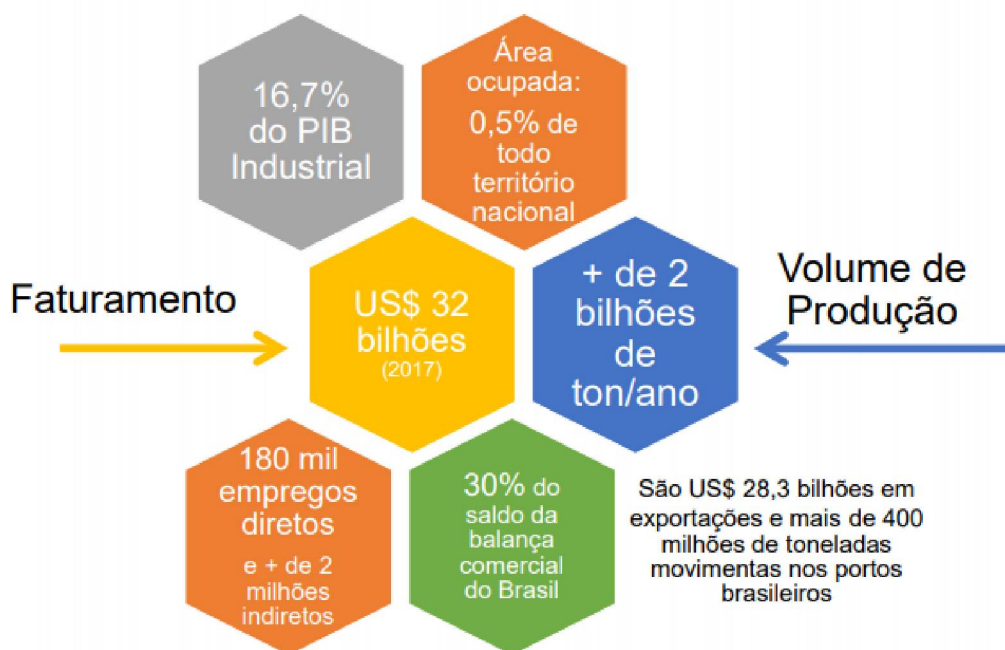 16,7%
do PIB
Industrial
Área
ocupada:
0,5% de
todo
território
nacional
Faturamento
US$ 32
bilhões
(2017)
+ de 2
bilhões
de
ton/ano
Volume de
Produção
180 mil
empregos
diretos
e + de 2
milhões
indiretos
30% do
saldo da
balança
comercial
do Brasil
São US$ 28,3 bilhões em
exportações e mais de 400
milhões de toneladas
movimentas nos portos
brasileiros